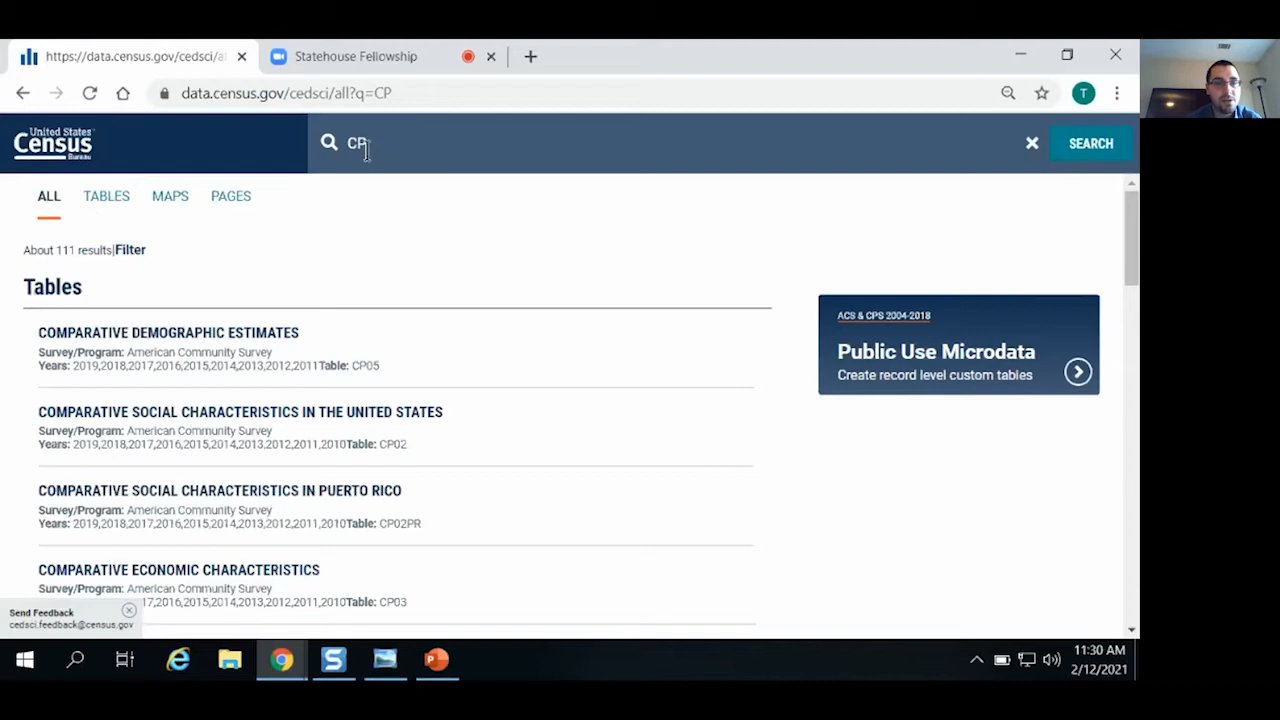 https://data.census.gov/cedsci/al
Statehouse Fellowship
data.census.gov/cedsci/all?q=CP
T
United States
Census
Bureau
CP
SEARCH
ALL
TABLES
MAPS
PAGES
About 111 results|Filter
Tables
COMPARATIVE DEMOGRAPHIC ESTIMATES
Survey/Program: American Community Survey
Years: 2019,2018,2017,2016,2015,2014,2013,2012,2011Table: CP05
COMPARATIVE SOCIAL CHARACTERISTICS IN THE UNITED STATES
Survey/Program: American Community Survey
Years: 2019,2018,2017,2016,2015,2014,2013,2012,2011,2010Table: CP02
COMPARATIVE SOCIAL CHARACTERISTICS IN PUERTO RICO
Survey/Program: American Community Survey
Years: 2019,2018,2017,2016,2015,2014,2013,2012,2011,2010Table: CP02PR
COMPARATIVE ECONOMIC CHARACTERISTICS
Survey/Program: American Community Survey
17,2016,2015,2014,2013,2012,2011,2010Table: CP03
ACS & CPS 2004-2018
Public Use Microdata
Create record level custom tables
Send Feedback
cedsci.feedback@census.gov
11:30 AM
2/12/2021